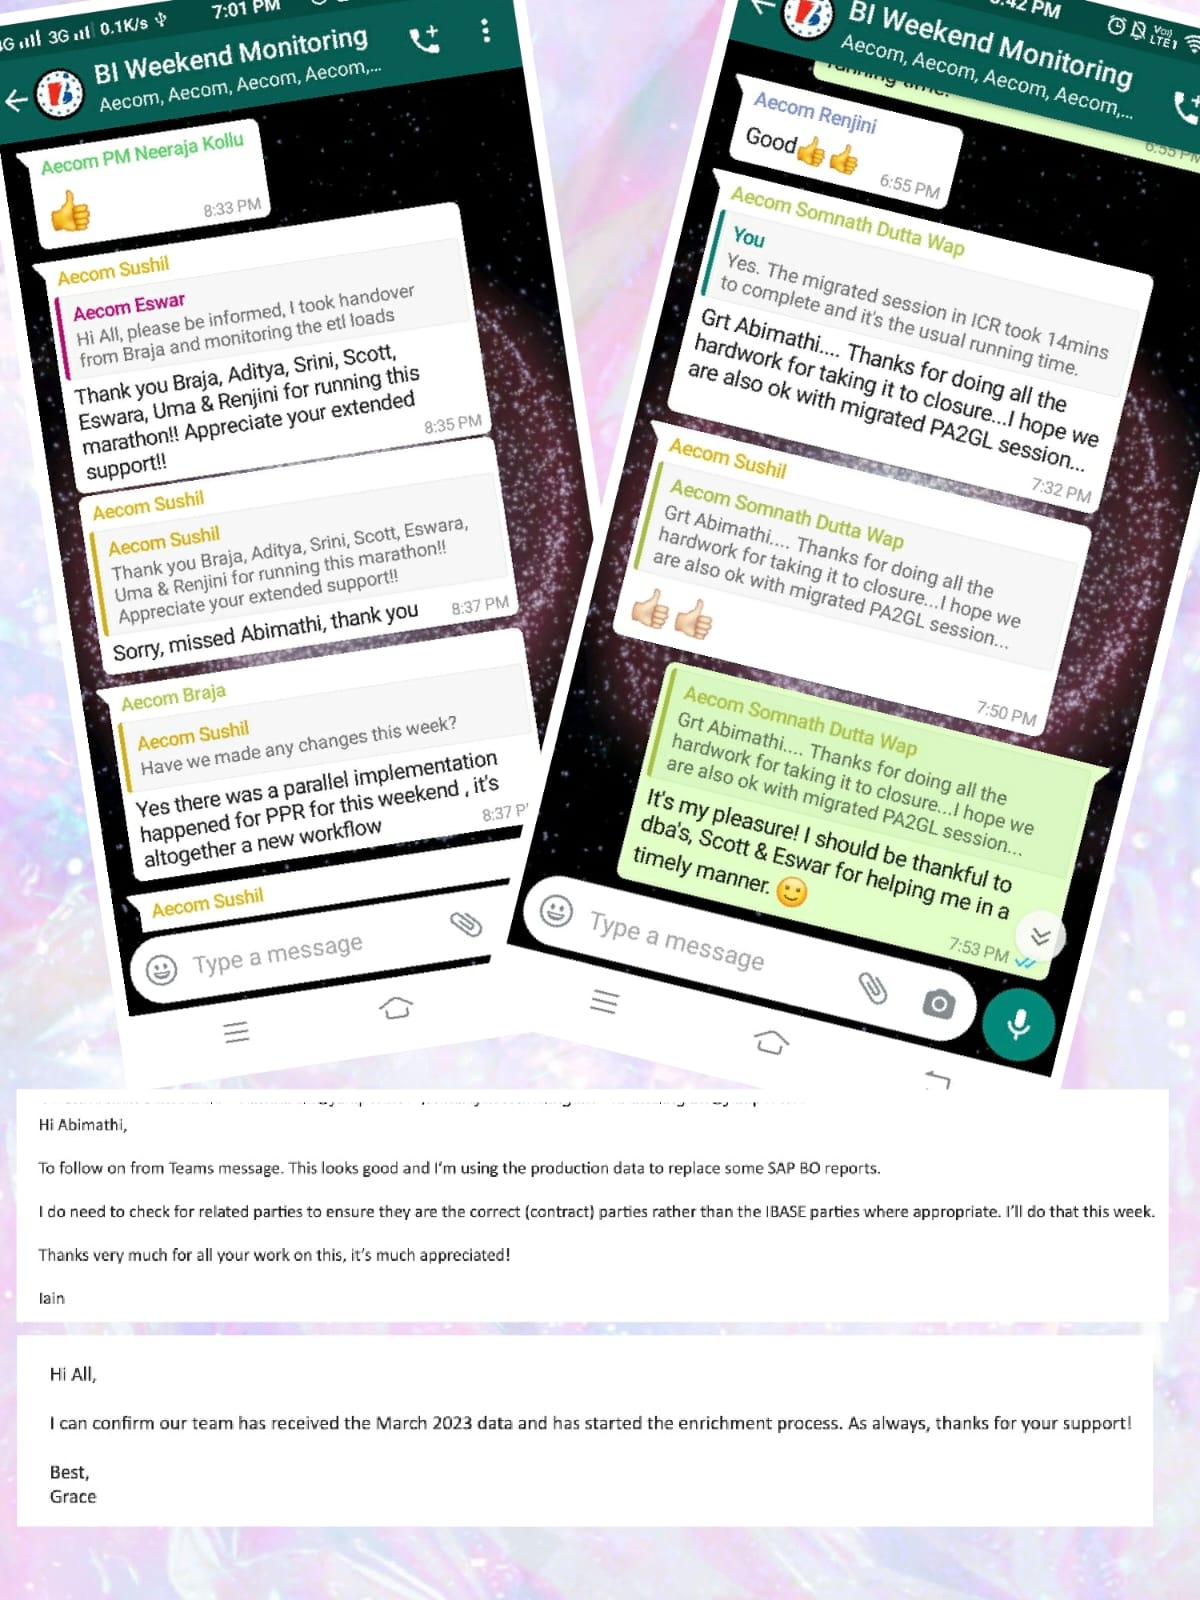 3G 3G 0.1K/s 7:01 PM
BI Weekend Monitoring
Aecom, Aecom, Aecom, Aecom,...
Aecom PM Neeraja Kollu
👍
8:33 PM
Aecom Sushil
Aecom Eswar
Hi All, please be informed, I took handover
from Braja and monitoring the etl loads
Thank you Braja, Aditya, Srini, Scott,
Eswara, Uma & Renjini for running this
marathon!! Appreciate your extended
support!!
8:35 PM
Aecom Sushil
Aecom Sushil
Thank you Braja, Aditya, Srini, Scott, Eswara,
Uma & Renjini for running this marathon!!
Appreciate your extended support!!
Sorry, missed Abimathi, thank you
8:37 PM
Aecom Braja
Aecom Sushil
Have we made any changes this week?
Yes there was a parallel implementation
happened for PPR for this weekend , it's
altogether a new workflow
8:37 P
Aecom Sushil
Type a message
:42 PM
VoD
LTE1
BI Weekend Monitoring
Aecom, Aecom, Aecom, Aecom,...
running time.
6:55 PM
Aecom Renjini
Good👍👍
6:55 PM
Aecom Somnath Dutta Wap
You
Yes. The migrated session in ICR took 14mins
to complete and it's the usual running time.
Grt Abimathi.... Thanks for doing all the
hardwork for taking it to closure...I hope we
are also ok with migrated PA2GL session...
7:32 PM
Aecom Sushil
Aecom Somnath Dutta Wap
Grt Abimathi.... Thanks for doing all the
hardwork for taking it to closure...I hope we
are also ok with migrated PA2GL session...
👍🏻👍🏻
7:50 PM
Aecom Somnath Dutta Wap
Grt Abimathi.... Thanks for doing all the
hardwork for taking it to closure...I hope we
are also ok with migrated PA2GL session...
It's my pleasure! I should be thankful to
dba's, Scott & Eswar for helping me in a
timely manner. 🙂
7:53 PM
Type a message
Hi Abimathi,
To follow on from Teams message. This looks good and I'm using the production data to replace some SAP BO reports.
I do need to check for related parties to ensure they are the correct (contract) parties rather than the IBASE parties where appropriate. I'll do that this week.
Thanks very much for all your work on this, it's much appreciated!
Iain
Hi All,
I can confirm our team has received the March 2023 data and has started the enrichment process. As always, thanks for your support!
Best,
Grace